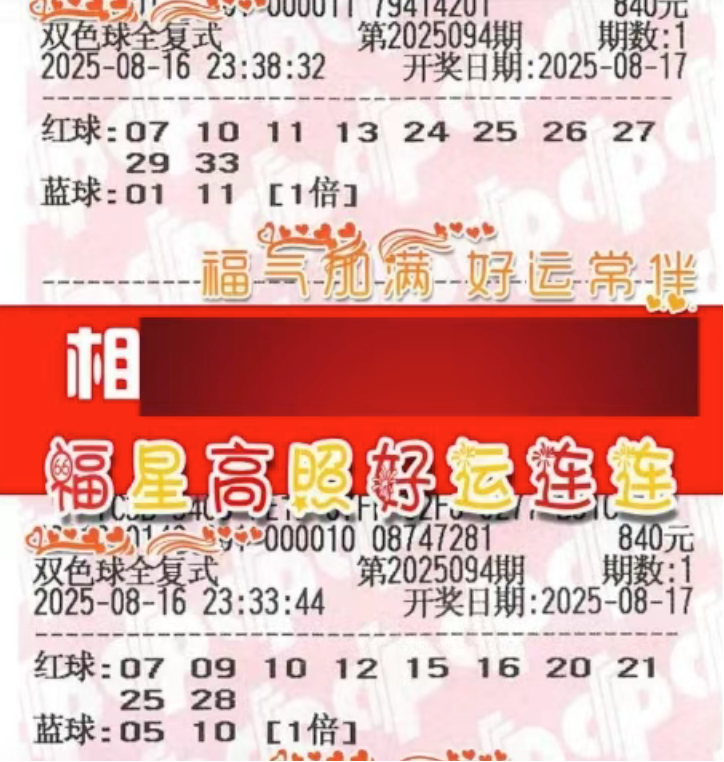 000011 79414201 840元
双色球全复式 第2025094期 期数:1
2025-08-16 23:38:32 开奖日期:2025-08-17
红球:07 10 11 13 24 25 26 27
29 33
蓝球:01 11 [1倍]
福气加满 好运常伴
相
福星高照好运连连
-000010 08747281 840元
双色球全复式 第2025094期 期数:1
2025-08-16 23:33:44 开奖日期:2025-08-17
红球:07 09 10 12 15 16 20 21
25 28
蓝球:05 10 [1倍]